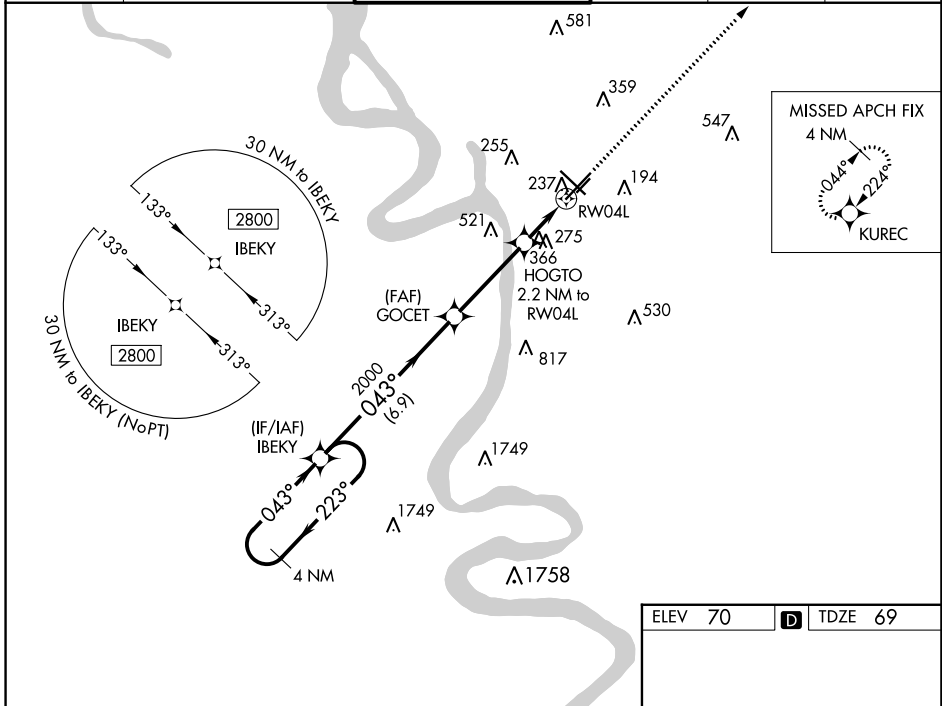 581
359
547
255
237
194
RW04L
521
275
366
HOGTO
2.2 NM to
RW04L
530
817
(FAF)
GOCET
2000
043°
(6.9)
(IF/IAF)
IBEKY
043°
223°
4 NM
1749
1749
1758
30 NM to IBEKY
133°
2800
IBEKY
313°
133°
IBEKY
2800
313°
30 NM to IBEKY (NoPT)
MISSED APCH FIX
4 NM
044°
224°
KUREC
ELEV 70 D TDZE 69